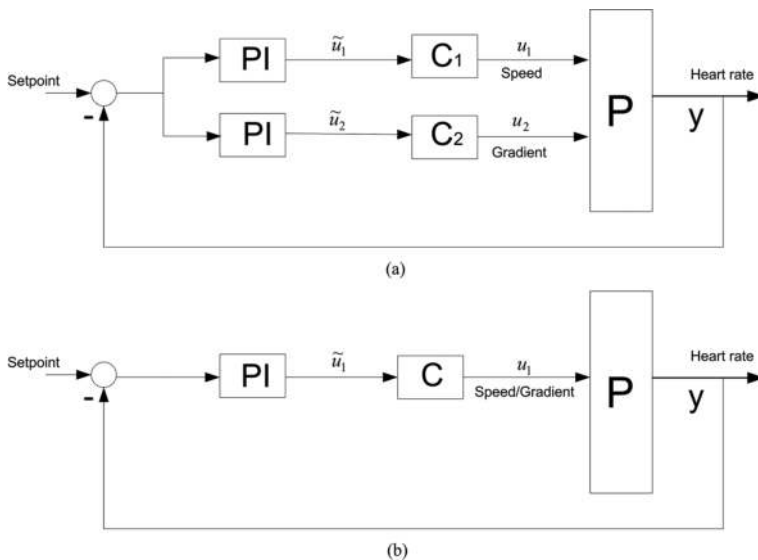 Setpoint
-
PI
ũ₁
C₁
u₁
Speed
PI
ũ₂
C₂
u₂
Gradient
P
Heart rate
y
(a)
Setpoint
-
PI
ũ₁
C
u₁
Speed/Gradient
P
Heart rate
y
(b)